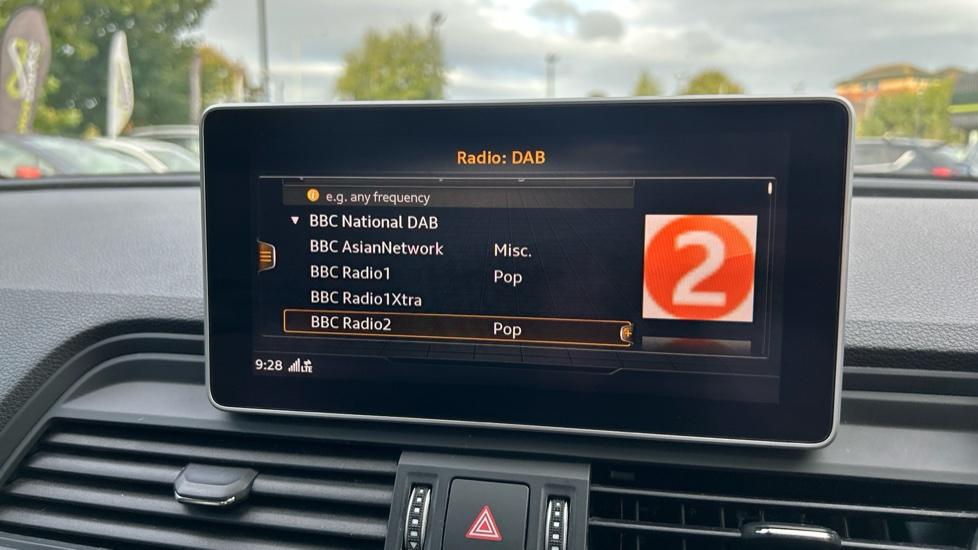 Radio: DAB
e.g. any frequency
BBC National DAB
BBC AsianNetwork Misc.
BBC Radio1 Pop
BBC Radio1Xtra
BBC Radio2 Pop
2
9:28 LTE